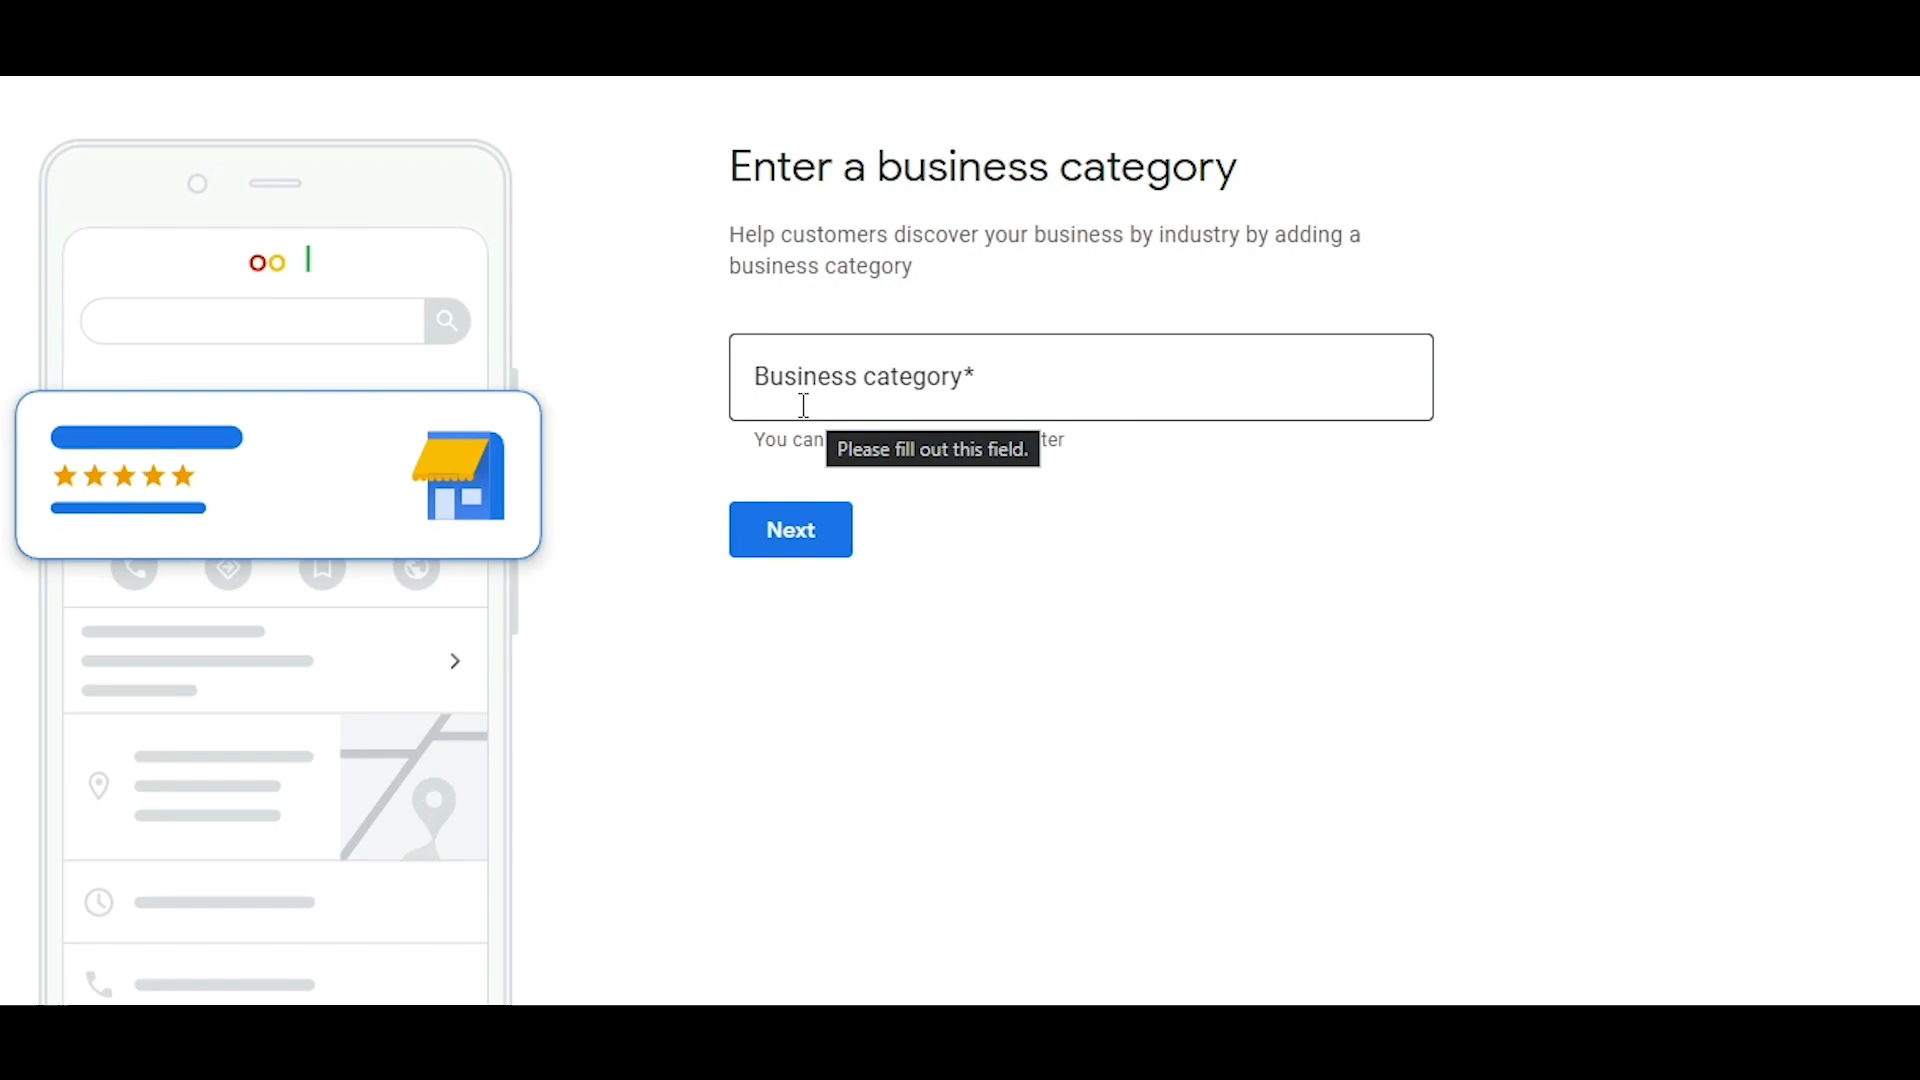 Enter a business category
Help customers discover your business by industry by adding a
business category
Business category*
You can ter
Please fill out this field.
Next